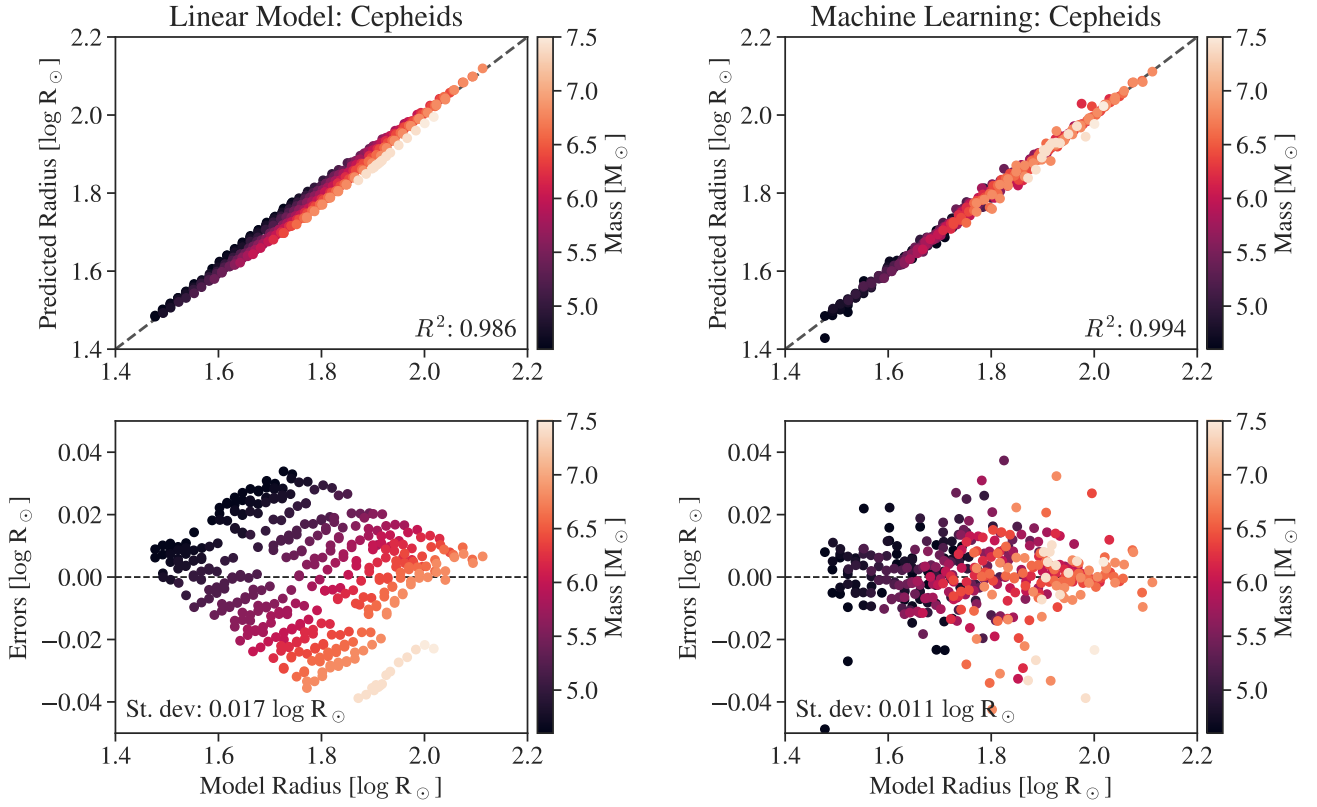 Linear Model: Cepheids
Predicted Radius [log R⊙]
2.2
2.0
1.8
1.6
1.4
1.4 1.6 1.8 2.0 2.2
R²: 0.986
7.5
7.0
6.5
6.0
5.5
5.0
Mass [M⊙]
Machine Learning: Cepheids
Predicted Radius [log R⊙]
2.2
2.0
1.8
1.6
1.4
1.4 1.6 1.8 2.0 2.2
R²: 0.994
7.5
7.0
6.5
6.0
5.5
5.0
Mass [M⊙]
Errors [log R⊙]
0.04
0.02
0.00
−0.02
−0.04
St. dev: 0.017 log R⊙
1.4 1.6 1.8 2.0 2.2
Model Radius [log R⊙]
7.5
7.0
6.5
6.0
5.5
5.0
Mass [M⊙]
Errors [log R⊙]
0.04
0.02
0.00
−0.02
−0.04
St. dev: 0.011 log R⊙
1.4 1.6 1.8 2.0 2.2
Model Radius [log R⊙]
7.5
7.0
6.5
6.0
5.5
5.0
Mass [M⊙]